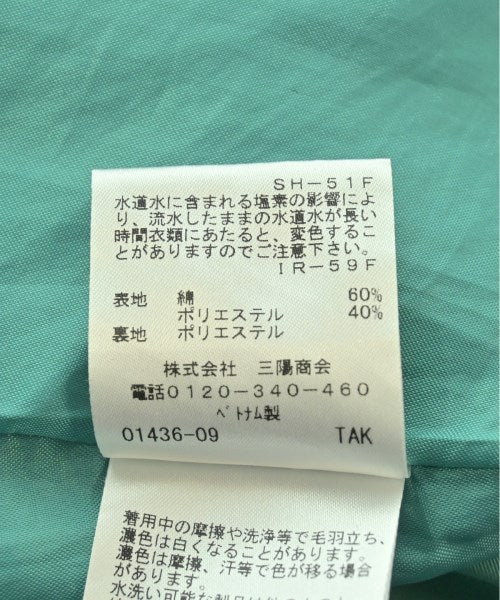 SH-51F
水道水に含まれる塩素の影響によ
り、流水したままの水道水が長い
時間衣類にあたると、変色するこ
とがありますのでご注意下さい。
IR-59F
表地 綿 60%
ポリエステル 40%
裏地 ポリエステル
株式会社 三陽商会
電話0120-340-460
ベトナム製
01436-09 TAK
着用中の摩擦や洗浄等で毛羽立ち、
濃色は白くなることがあります。
濃色は摩擦、汗等で色が移る場合
があります。